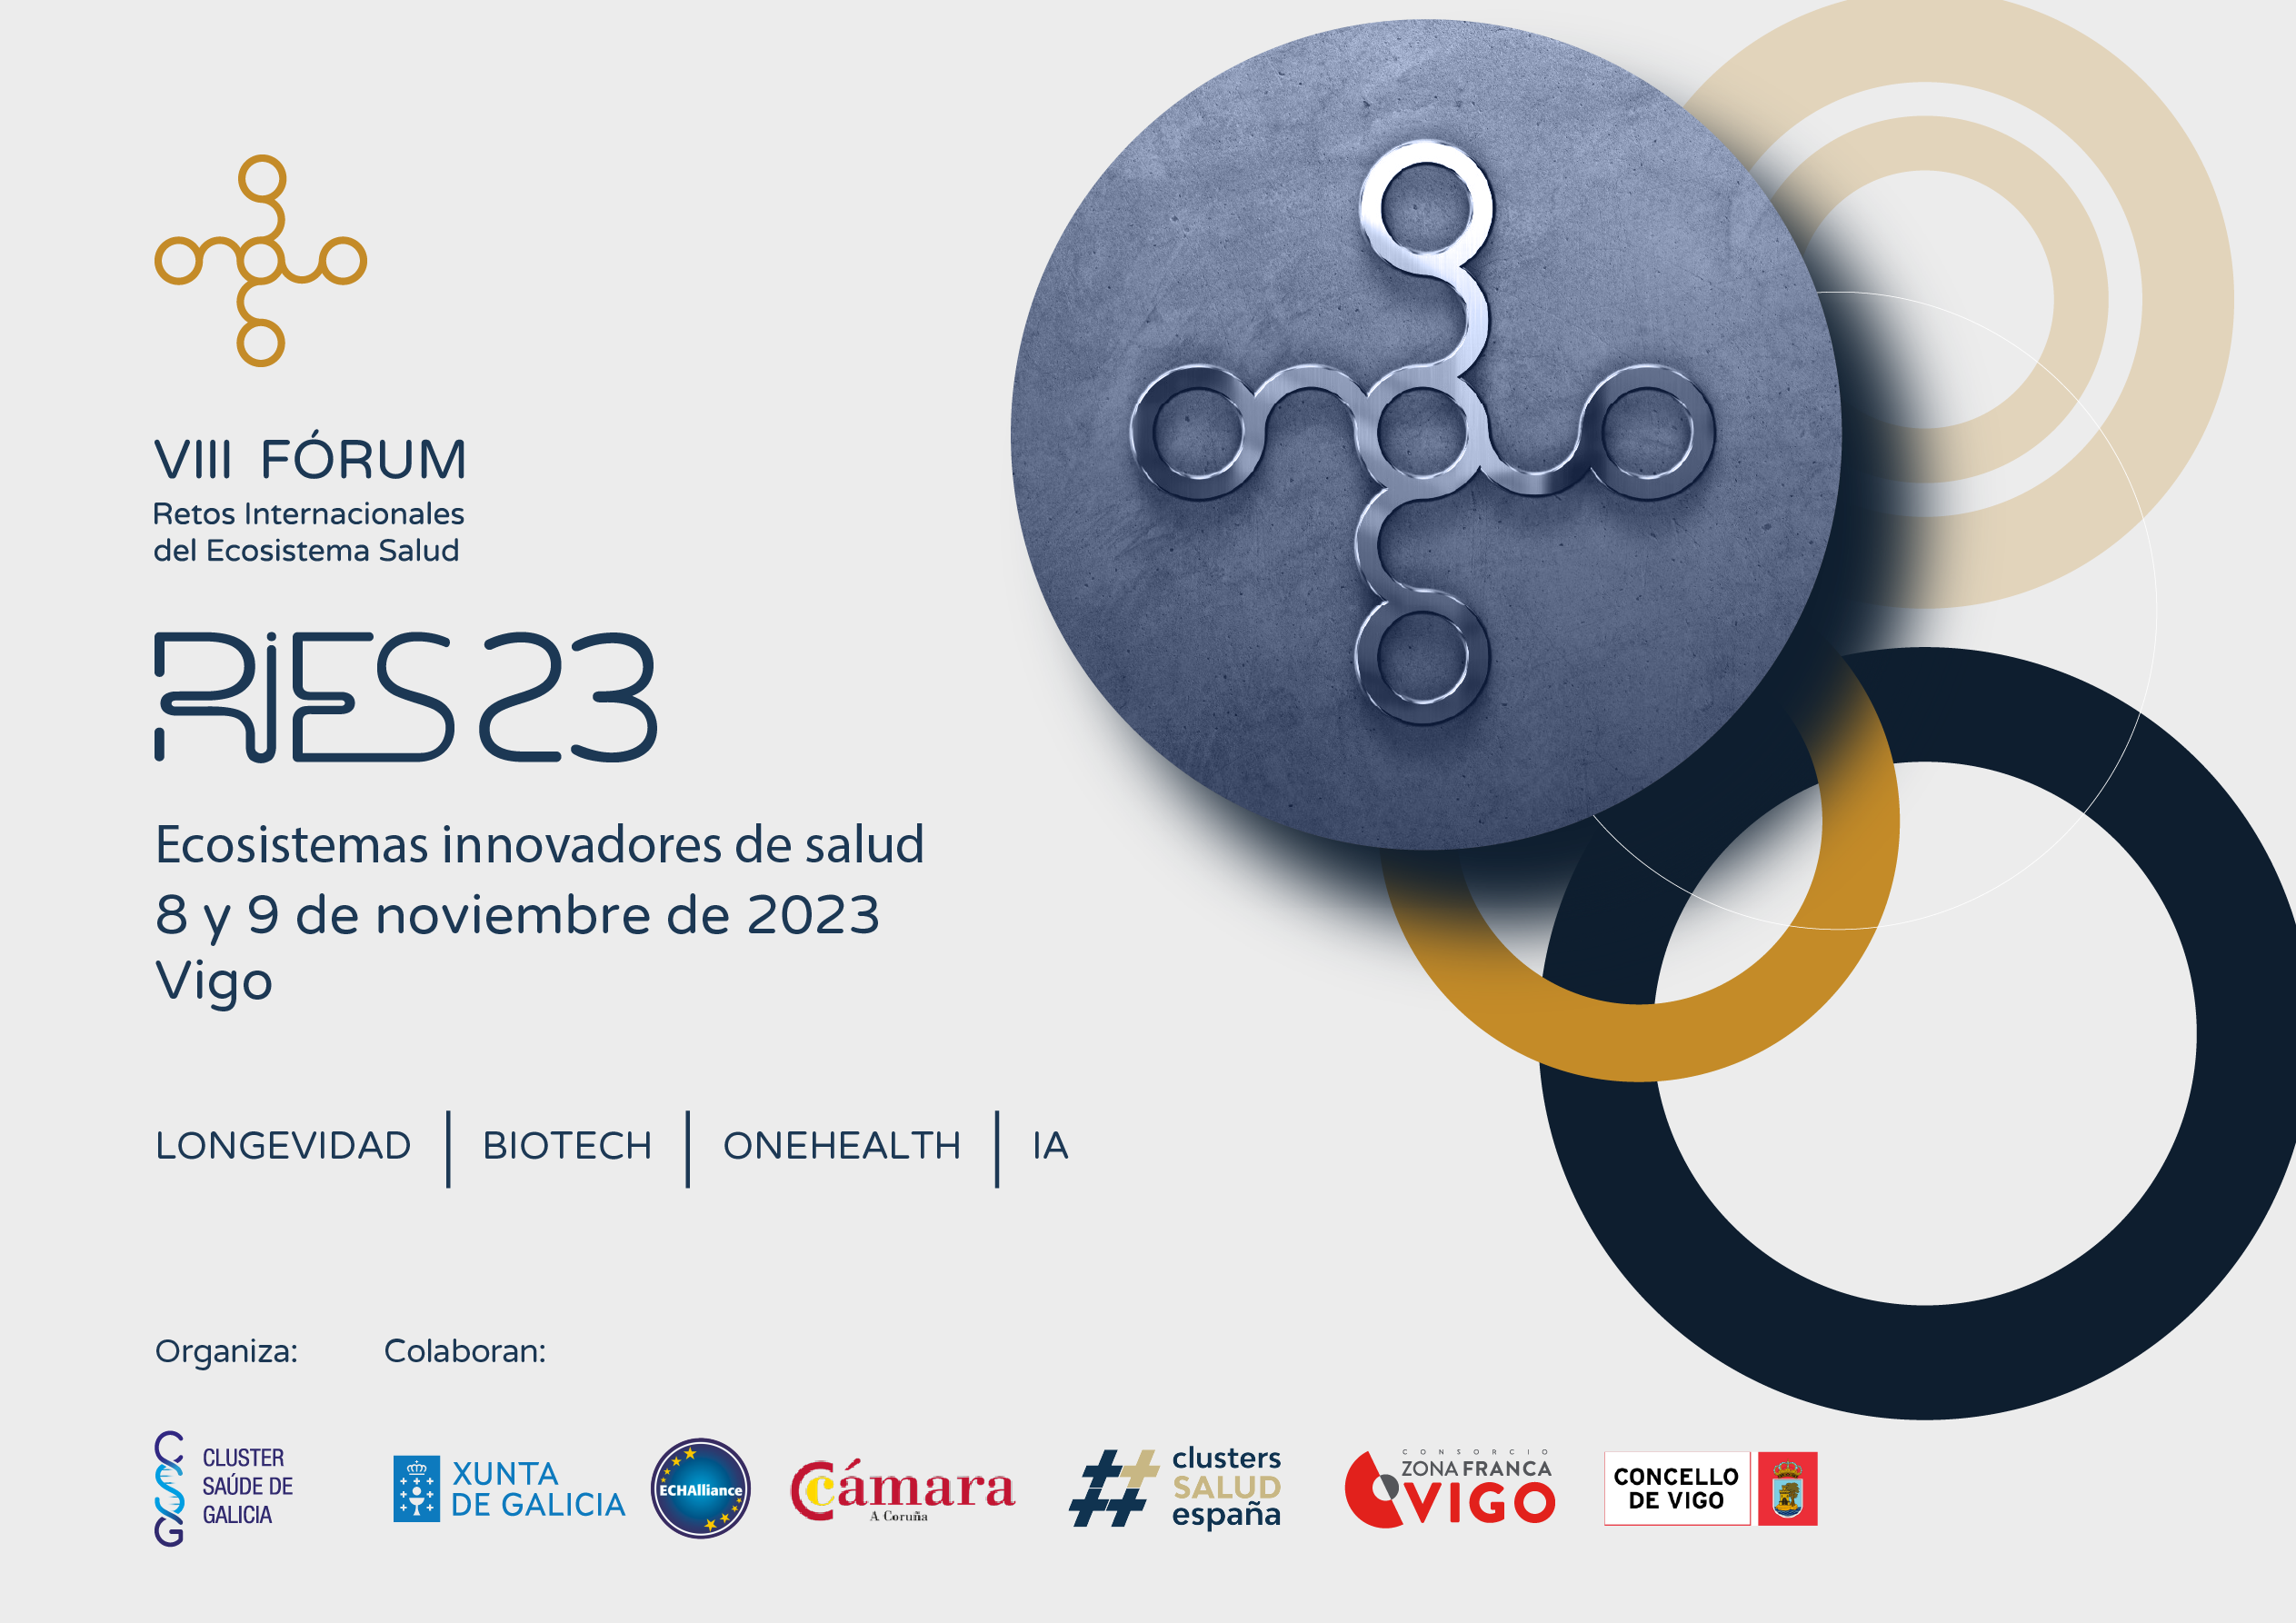 VIII FÓRUM
Retos Internacionales
del Ecosistema Salud
RiES 23
Ecosistemas innovadores de salud
8 y 9 de noviembre de 2023
Vigo
LONGEVIDAD | BIOTECH | ONEHEALTH | IA
Organiza: Colaboran:
C G
CLUSTER
SAÚDE DE
GALICIA
XUNTA
DE GALICIA
ECHAlliance
Cámara
A Coruña
clusters
SALUD
españa
CONSORCIO
ZONA FRANCA
VIGO
CONCELLO
DE VIGO